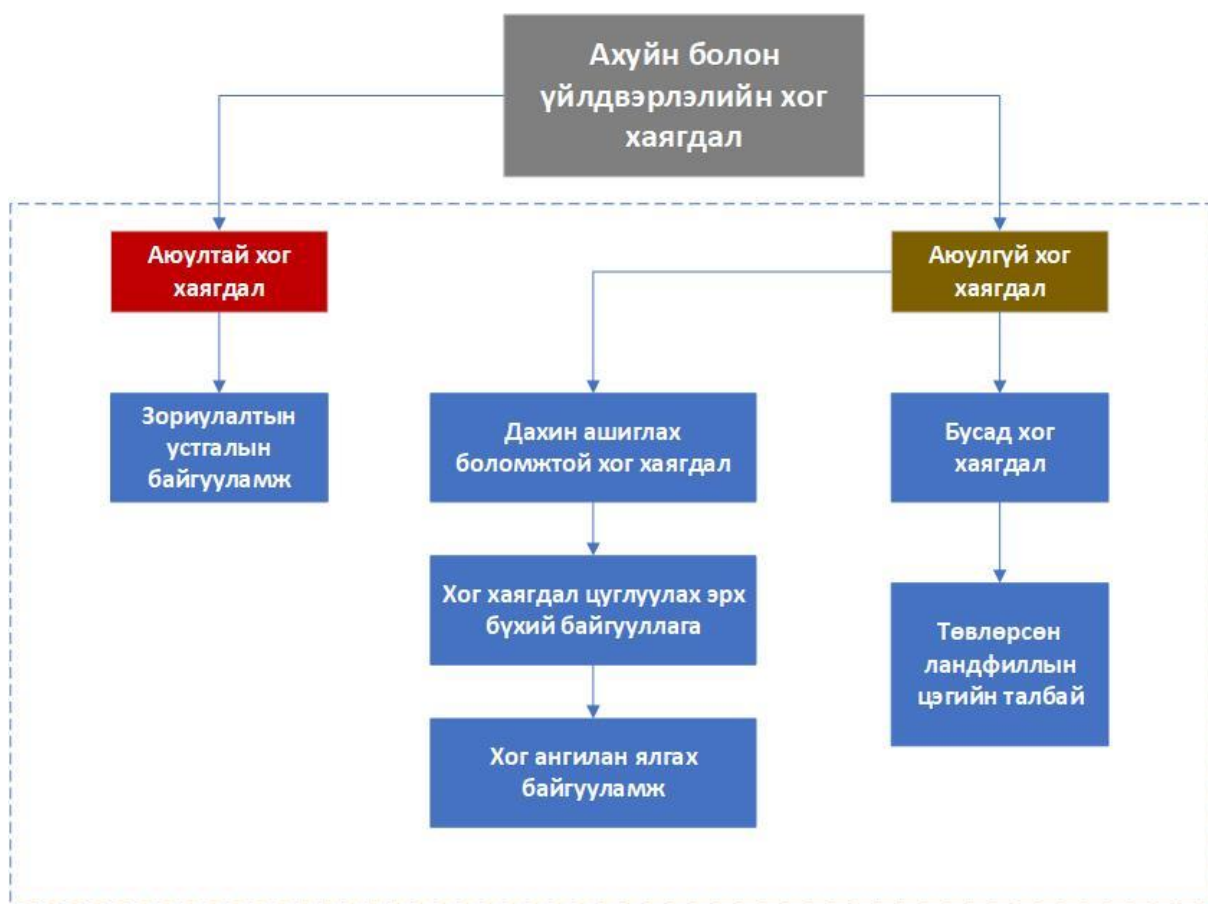 Ахуйн болон
үйлдвэрлэлийн хог
хаягдал
Аюултай хог
хаягдал
Аюулгүй хог
хаягдал
Зориулалтын
устгалын
байгууламж
Дахин ашиглах
боломжтой хог хаягдал
Бусад хог
хаягдал
Хог хаягдал цуглуулах эрх
бүхий байгууллага
Төвлөрсөн
ландфиллын
цэгийн талбай
Хог ангилан ялгах
байгууламж